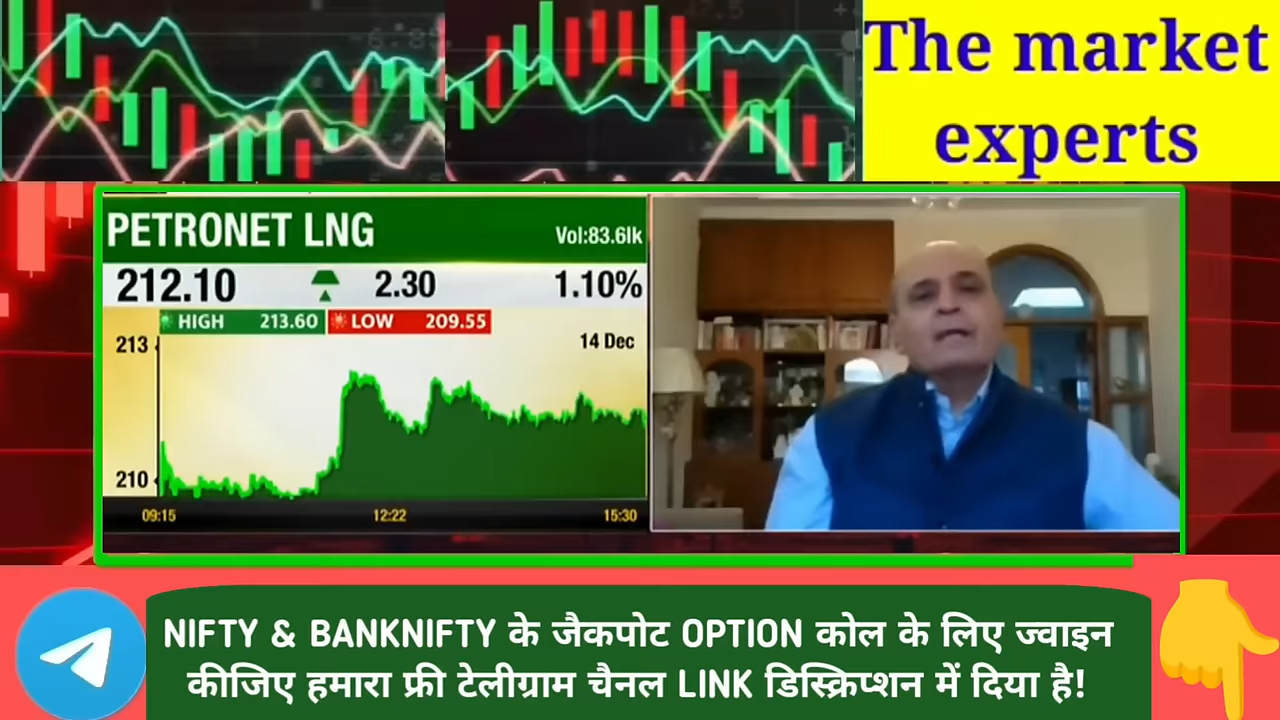 The market
experts
PETRONET LNG
Vol:83.6lk
212.10 2.30 1.10%
HIGH 213.60 LOW 209.55
14 Dec
213
210
09:15 12:22 15:30
NIFTY & BANKNIFTY के जैकपोट OPTION कोल के लिए ज्वाइन
कीजिए हमारा फ्री टेलीग्राम चैनल LINK डिस्क्रिप्शन में दिया है!